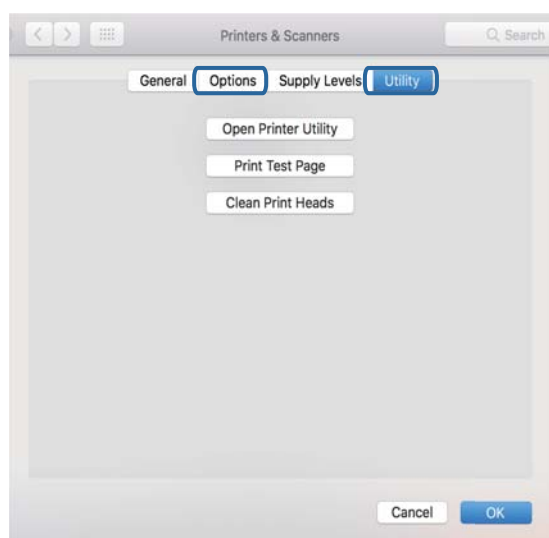 Printers & Scanners Search
General Options Supply Levels Utility
Open Printer Utility
Print Test Page
Clean Print Heads
Cancel OK